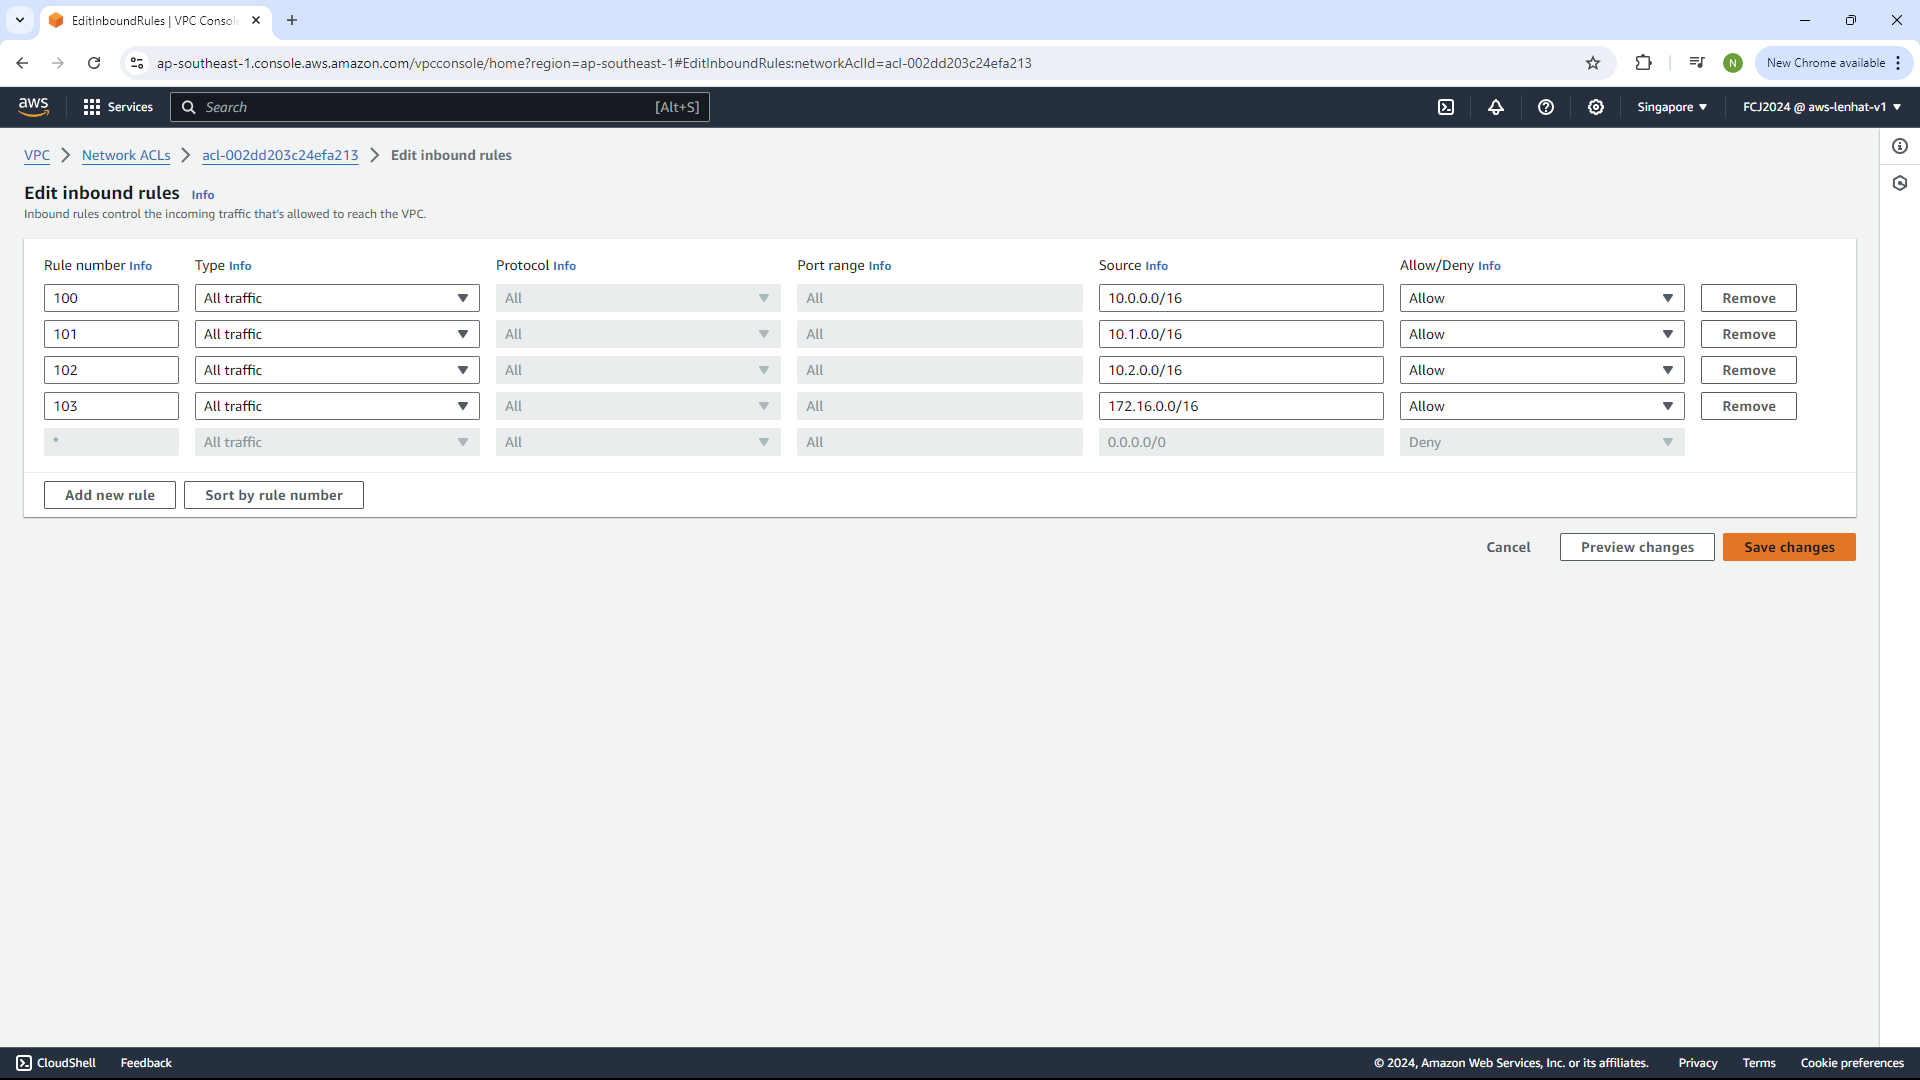 EditInboundRules | VPC Consol
ap-southeast-1.console.aws.amazon.com/vpcconsole/home?region=ap-southeast-1#EditInboundRules:networkAclId=acl-002dd203c24efa213
N
New Chrome available
aws
Services
Search
[Alt+S]
Singapore
FCJ2024 @ aws-lenhat-v1
VPC
Network ACLs
acl-002dd203c24efa213
Edit inbound rules
Edit inbound rules Info
Inbound rules control the incoming traffic that's allowed to reach the VPC.
Rule number Info Type Info Protocol Info Port range Info Source Info Allow/Deny Info
100 All traffic All All 10.0.0.0/16 Allow Remove
101 All traffic All All 10.1.0.0/16 Allow Remove
102 All traffic All All 10.2.0.0/16 Allow Remove
103 All traffic All All 172.16.0.0/16 Allow Remove
* All traffic All All 0.0.0.0/0 Deny
Add new rule Sort by rule number
Cancel Preview changes Save changes
CloudShell Feedback © 2024, Amazon Web Services, Inc. or its affiliates. Privacy Terms Cookie preferences